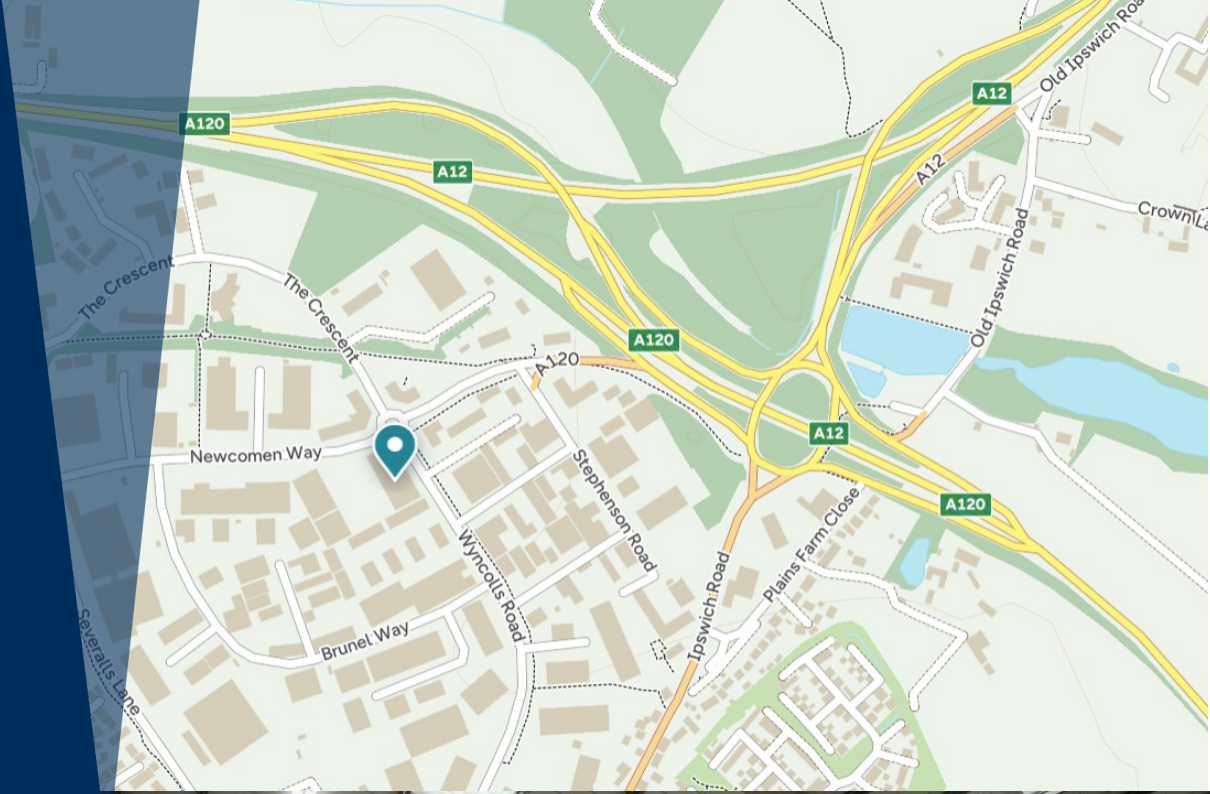 A12
Old Ipswich Road
A120
A12
A12
Crown La
The Crescent
The Crescent
Old Ipswich Road
A120
A120
Newcomen Way
A12
Stephenson Road
A120
Plains Farm Close
Wyncolls Road
Ipswich Road
Brunel Way
Severalls Lane